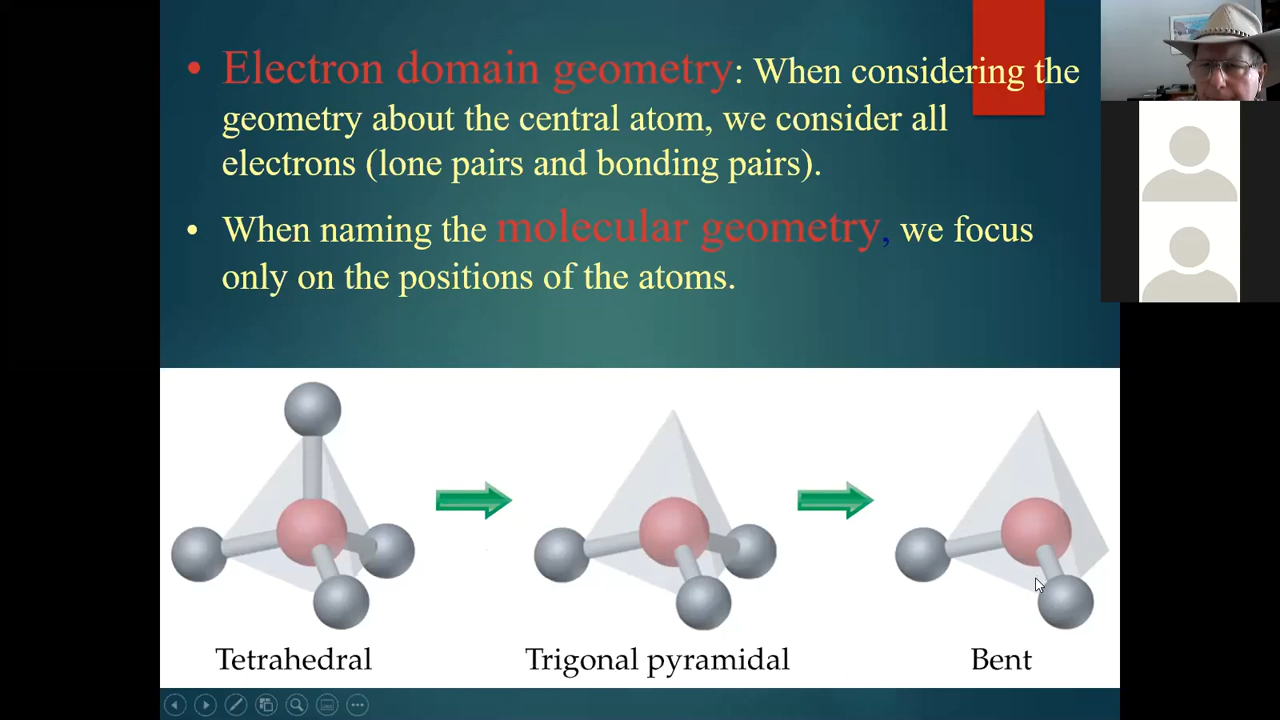 • Electron domain geometry: When considering the
geometry about the central atom, we consider all
electrons (lone pairs and bonding pairs).
• When naming the molecular geometry, we focus
only on the positions of the atoms.
Tetrahedral
Trigonal pyramidal
Bent